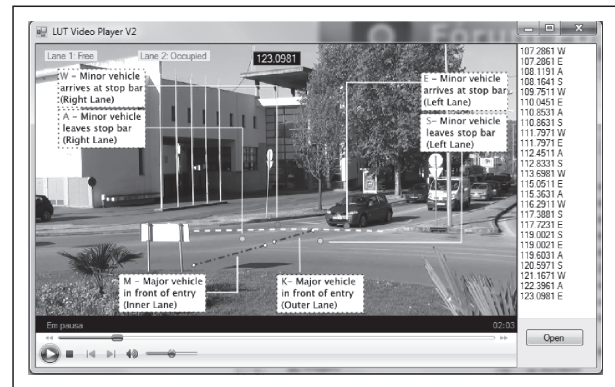 LUT Video Player V2
Lane 1: Free
Lane 2: Occupied
123.0981
W – Minor vehicle
arrives at stop bar
(Right Lane)
E – Minor vehicle
arrives at stop bar
(Left Lane)
A – Minor vehicle
leaves stop bar
(Right Lane)
S– Minor vehicle
leaves stop bar
(Left Lane)
M – Major vehicle
in front of entry
(Inner Lane)
K– Major vehicle
in front of entry
(Outer Lane)
Em pausa
02:03
107.2861 W
107.2861 E
108.1191 A
108.1641 S
109.7511 W
110.0451 E
110.8531 A
110.8631 S
111.7971 W
111.7971 E
112.4511 A
112.8331 S
113.6981 W
115.0511 E
115.3631 A
116.2911 W
117.3881 S
117.7231 E
119.0021 S
119.0021 E
119.6031 A
120.5971 S
121.1671 W
122.3961 A
123.0981 E
Open